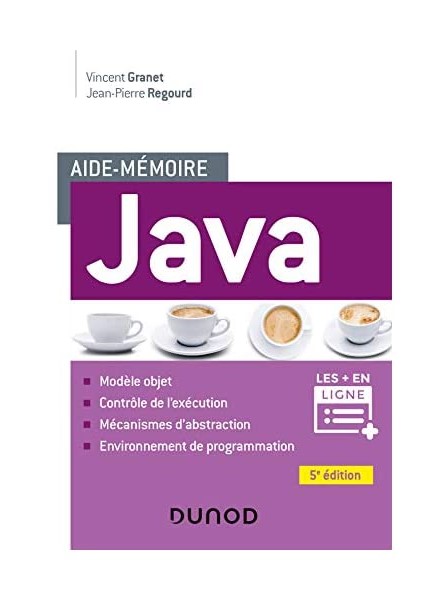 Vincent Granet
Jean-Pierre Regourd
AIDE-MÉMOIRE
Java
Modèle objet
Contrôle de l'exécution
Mécanismes d'abstraction
Environnement de programmation
LES + EN
LIGNE
5e édition
DUNOD